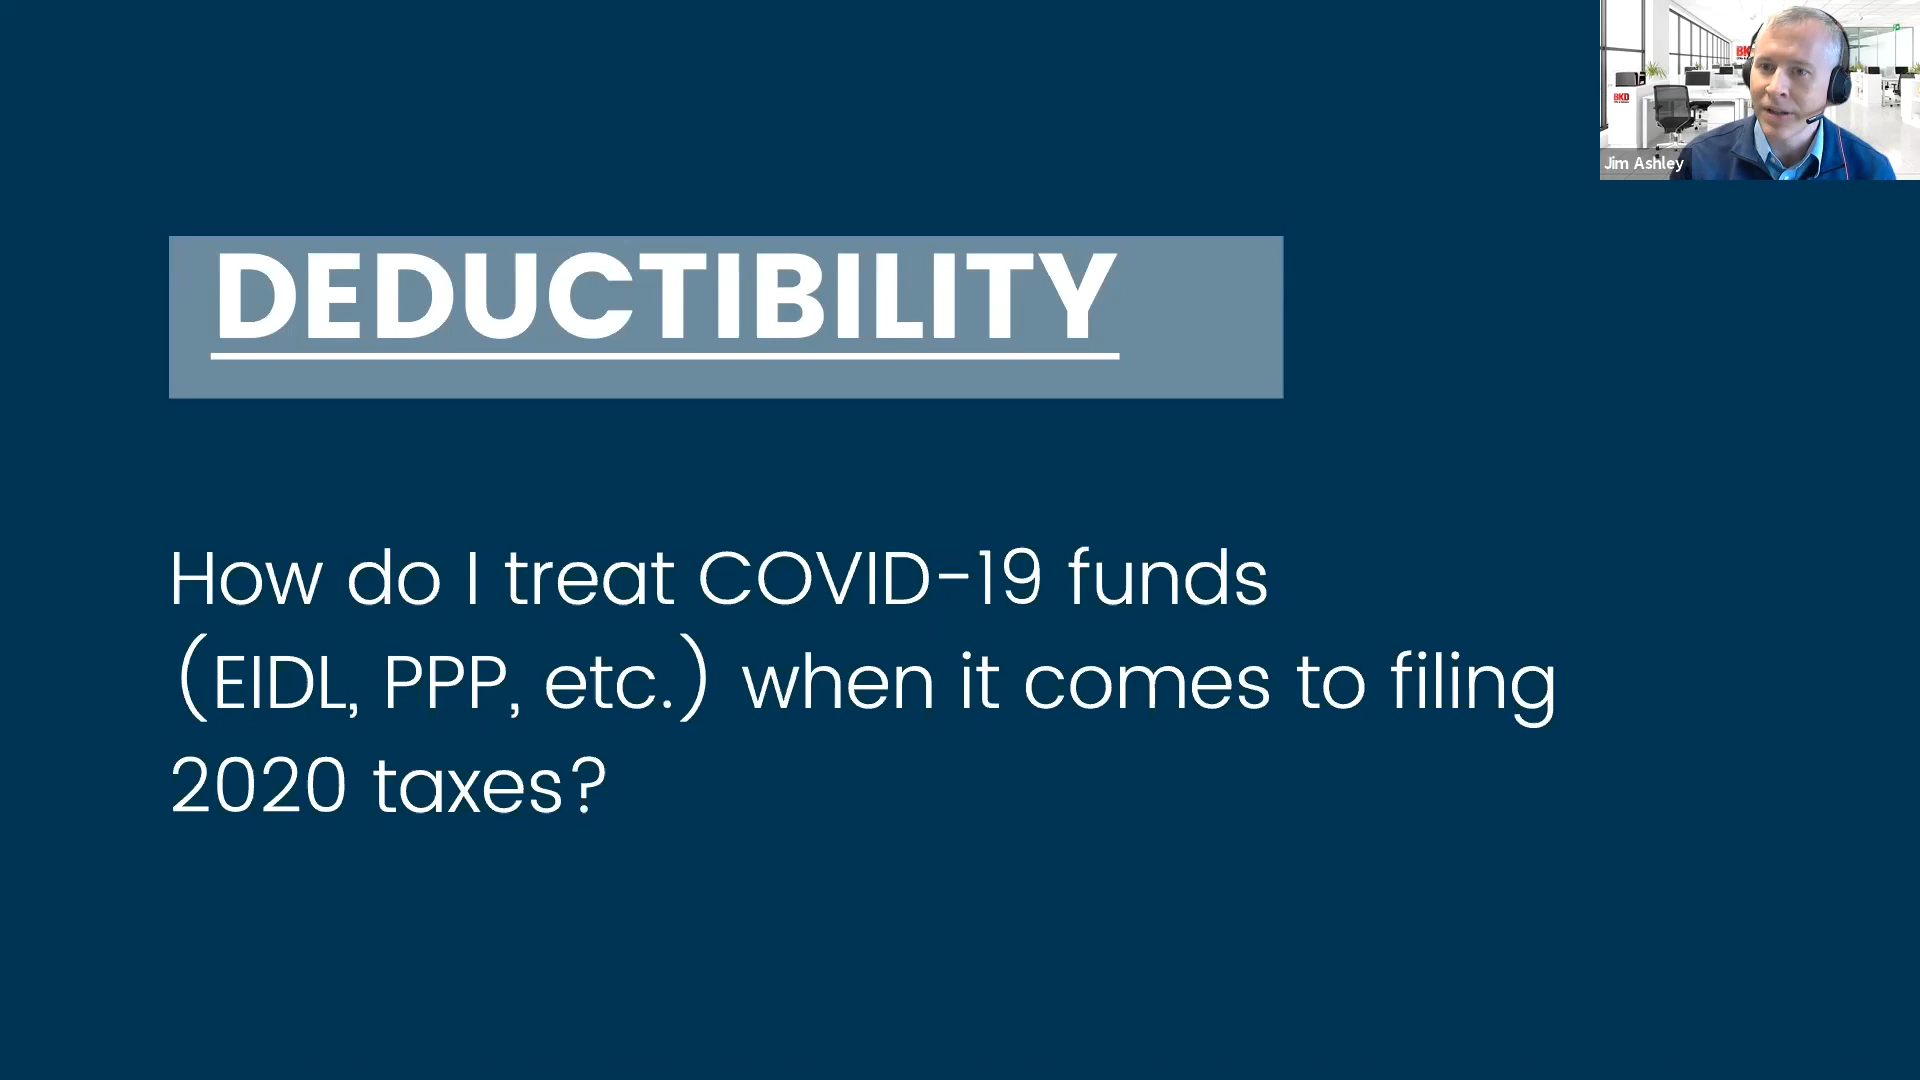 BKD
Jim Ashley
DEDUCTIBILITY
How do I treat COVID-19 funds
(EIDL, PPP, etc.) when it comes to filing
2020 taxes?